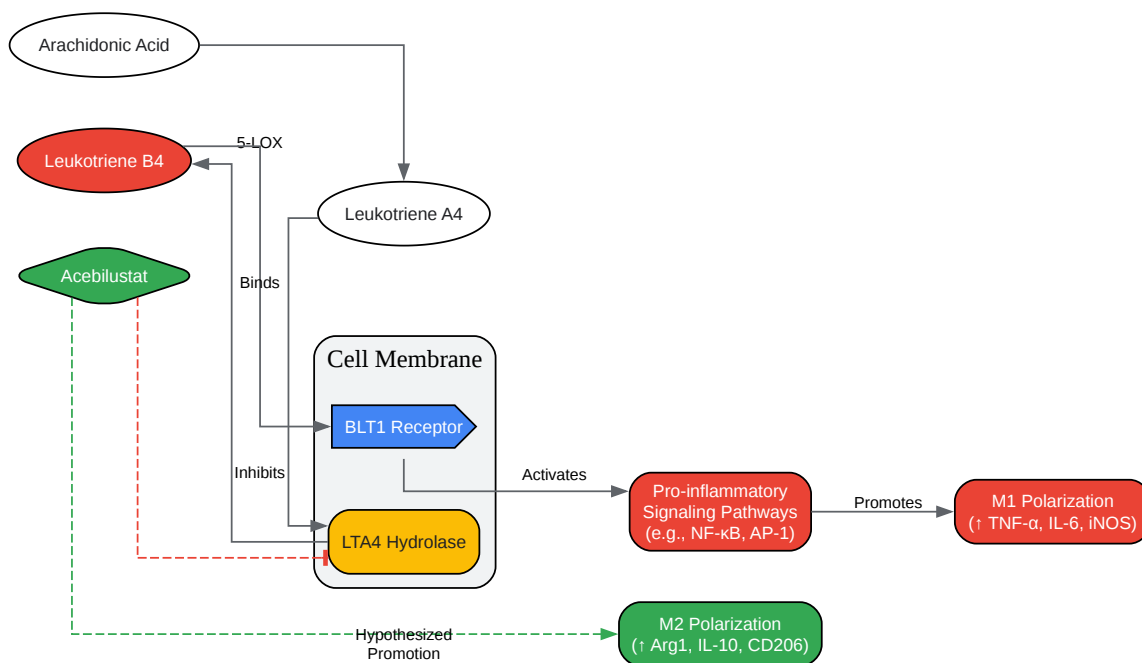 Arachidonic Acid
5-LOX
Leukotriene B4
Leukotriene A4
Acebilustat
Binds
Cell Membrane
BLT1 Receptor
Inhibits
Activates
LTA4 Hydrolase
Pro-inflammatory
Signaling Pathways
(e.g., NF-κB, AP-1)
Promotes
M1 Polarization
(↑ TNF-α, IL-6, iNOS)
Hypothesized
Promotion
M2 Polarization
(↑ Arg1, IL-10, CD206)